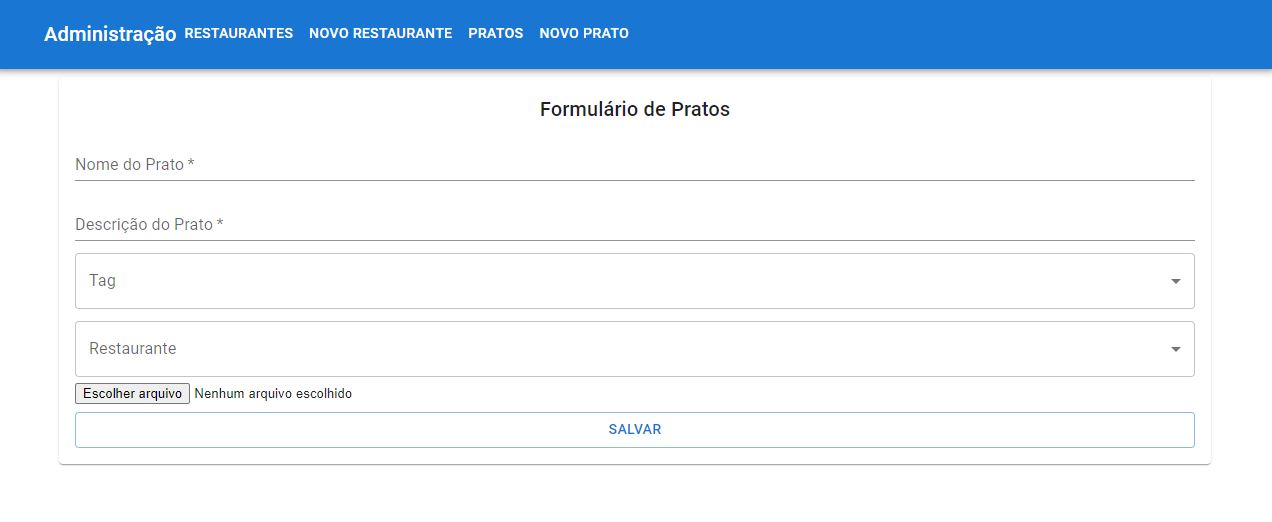 Administração RESTAURANTES NOVO RESTAURANTE PRATOS NOVO PRATO
Formulário de Pratos
Nome do Prato *
Descrição do Prato *
Tag
Restaurante
Escolher arquivo Nenhum arquivo escolhido
SALVAR